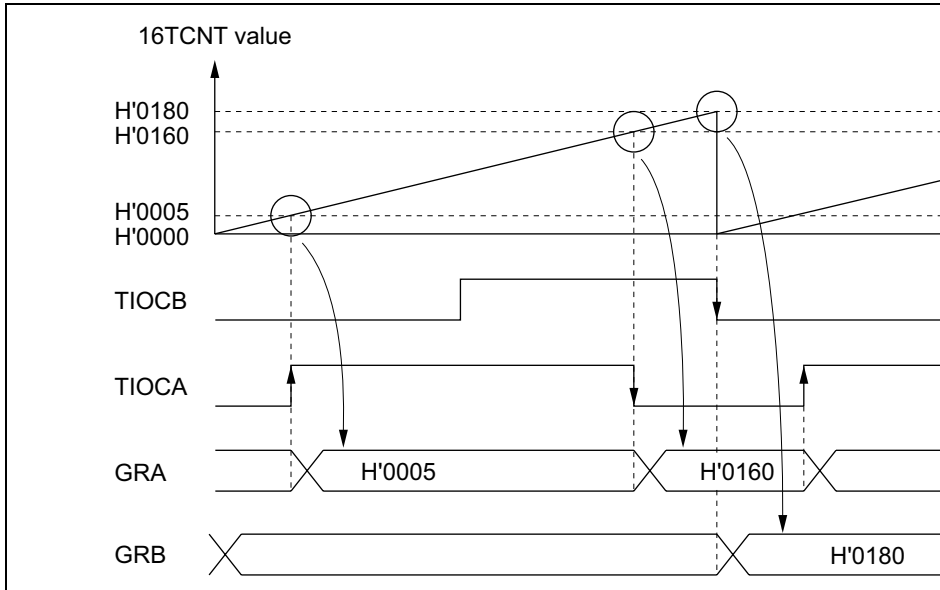 16TCNT value
H'0180
H'0160
H'0005
H'0000
TIOCB
TIOCA
GRA H'0005 H'0160
GRB H'0180